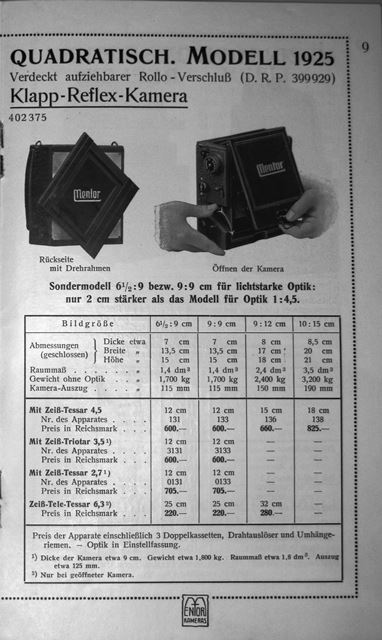 9
QUADRATISCH. MODELL 1925
Verdeckt aufziehbarer Rollo-Verschluß (D. R. P. 399929)
Klapp-Reflex-Kamera
402375
Mentor
Mentor
Rückseite
mit Drehrahmen
Öffnen der Kamera
Sondermodell 6½:9 bezw. 9:9 cm für lichtstarke Optik:
nur 2 cm stärker als das Modell für Optik 1:4,5.
Bildgröße 6½:9 cm 9:9 cm 9:12 cm 10:15 cm
Abmessungen (geschlossen) } Dicke etwa 7 cm 7 cm 8 cm 8,5 cm
Breite „ 13,5 cm 13,5 cm 17 cm 20 cm
Höhe „ 15 cm 15 cm 18 cm 21 cm
Raummaß . . . . . . „ 1,4 dm³ 1,4 dm³ 2,4 dm³ 3,5 dm³
Gewicht ohne Optik . . „ 1,700 kg 1,700 kg 2,400 kg 3,200 kg
Kamera-Auszug . . . . „ 115 mm 115 mm 150 mm 190 mm
Mit Zeiß-Tessar 4,5 12 cm 12 cm 15 cm 18 cm
Nr. des Apparates . . . . 131 133 136 138
Preis in Reichsmark . . . 600.— 600.— 660.— 825.—
Mit Zeiß-Triotar 3,5¹) 12 cm 12 cm — —
Nr. des Apparates . . . . 3131 3133 — —
Preis in Reichsmark . . . 600.— 600.— — —
Mit Zeiß-Tessar 2,7¹) 12 cm 12 cm — —
Nr. des Apparates . . . . 0131 0133 — —
Preis in Reichsmark . . . 705.— 705.— — —
Zeiß-Tele-Tessar 6,3²) 25 cm 25 cm 32 cm —
Preis in Reichsmark . . . 220.— 220.— 280.— —
Preis der Apparate einschließlich 3 Doppelkassetten, Drahtauslöser und Umhänge-
riemen. — Optik in Einstellfassung.
¹) Dicke der Kamera etwa 9 cm. Gewicht etwa 1,800 kg. Raummaß etwa 1,8 dm³. Auszug
etwa 125 mm.
²) Nur bei geöffneter Kamera.
MENTOR
KAMERAS